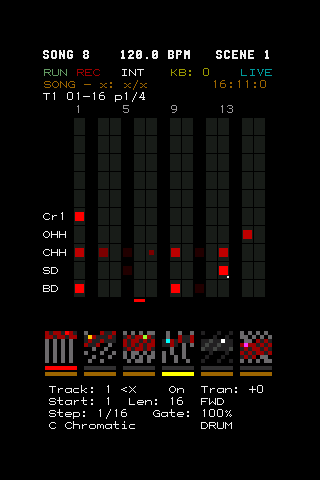 SONG 8 120.0 BPM SCENE 1
RUN REC INT KB: O LIVE
SONG - x: x/x 16:11:0
T1 01-16 p1/4
1 5 9 13
Cr1
OHH
CHH
SD
BD
Track: 1 <X On Tran: +0
Start: 1 Len: 16 FWD
Step: 1/16 Gate: 100%
C Chromatic DRUM